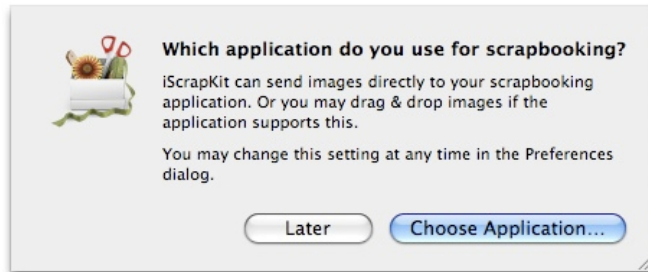 Which application do you use for scrapbooking?
iScrapKit can send images directly to your scrapbooking
application. Or you may drag & drop images if the
application supports this.
You may change this setting at any time in the Preferences
dialog.
Later
Choose Application...